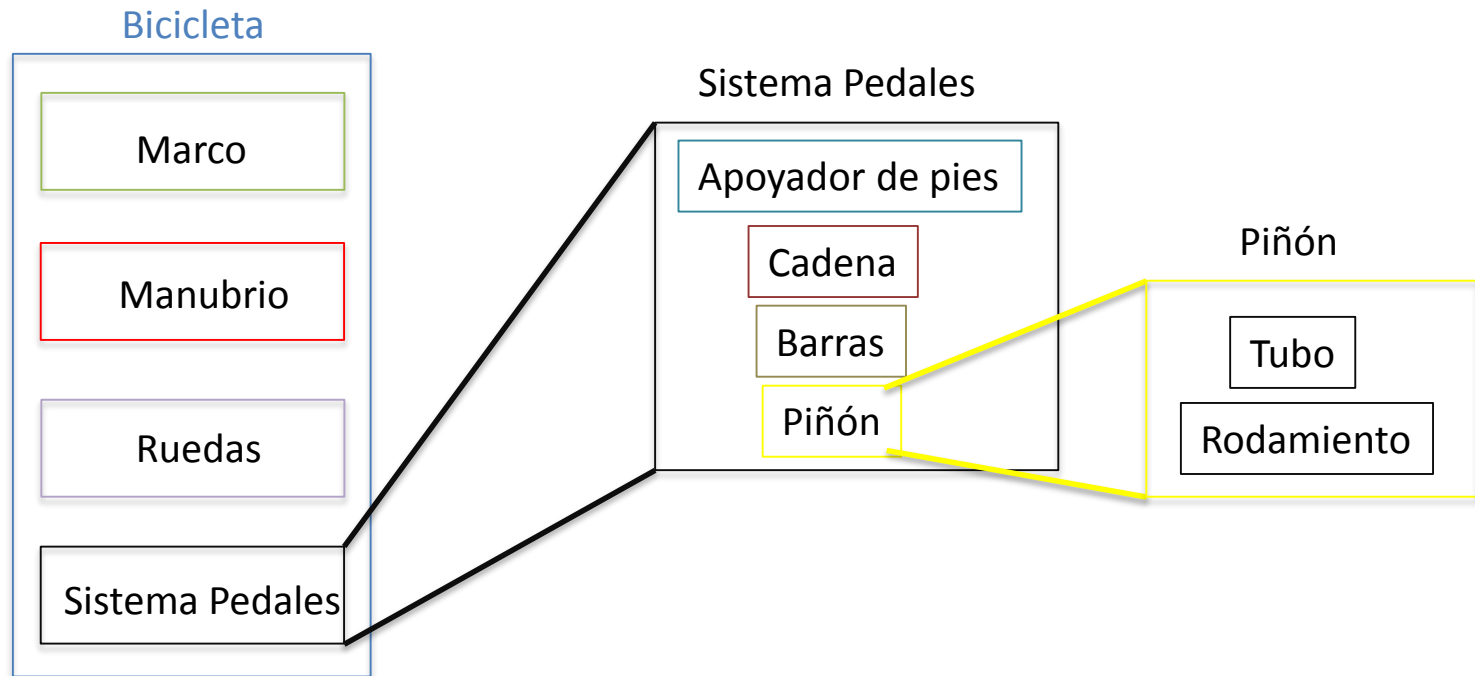 Bicicleta
Marco
Manubrio
Ruedas
Sistema Pedales
Sistema Pedales
Apoyador de pies
Cadena
Barras
Piñón
Piñón
Tubo
Rodamiento